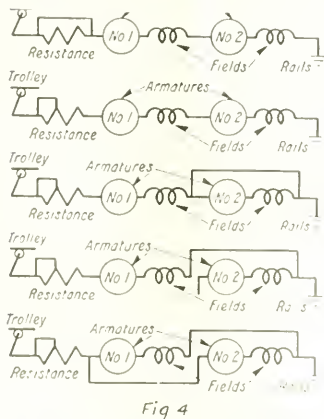 No 1 No 2
Resistance Fields Rails
Trolley Armatures
No 1 No 2
Resistance Fields Rails
Trolley Armatures
No 1 No 2
Resistance Fields Rails
Trolley Armatures
No 1 No 2
Resistance Fields Rails
Trolley Armatures
No 1 No 2
Resistance Fields
Fig 4